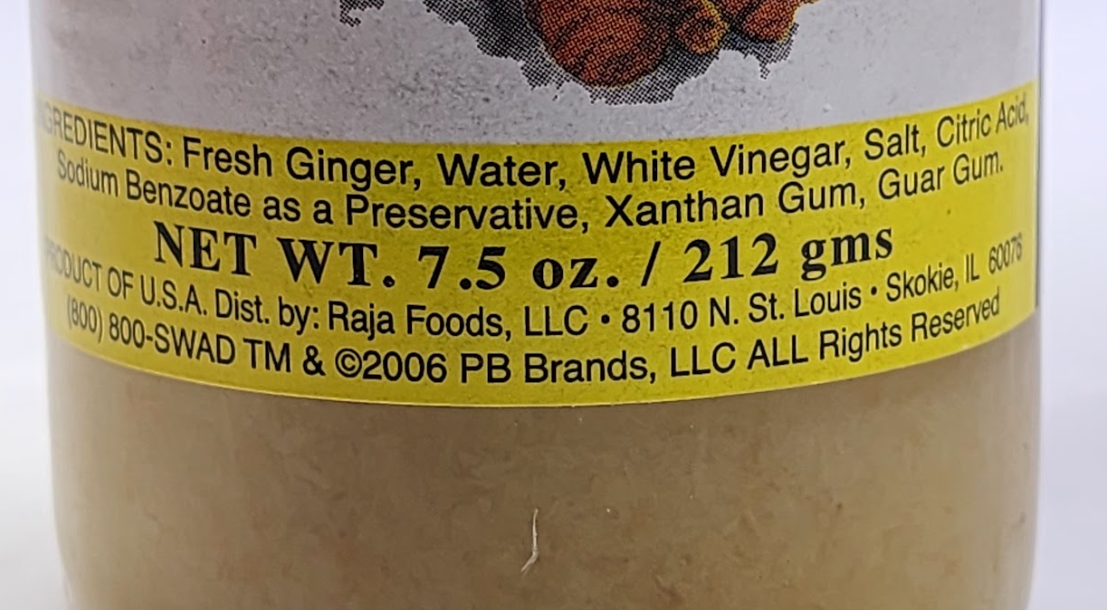 INGREDIENTS: Fresh Ginger, Water, White Vinegar, Salt, Citric Acid,
Sodium Benzoate as a Preservative, Xanthan Gum, Guar Gum.
NET WT. 7.5 oz. / 212 gms
PRODUCT OF U.S.A. Dist. by: Raja Foods, LLC • 8110 N. St. Louis • Skokie, IL 60076
(800) 800-SWAD TM & ©2006 PB Brands, LLC ALL Rights Reserved